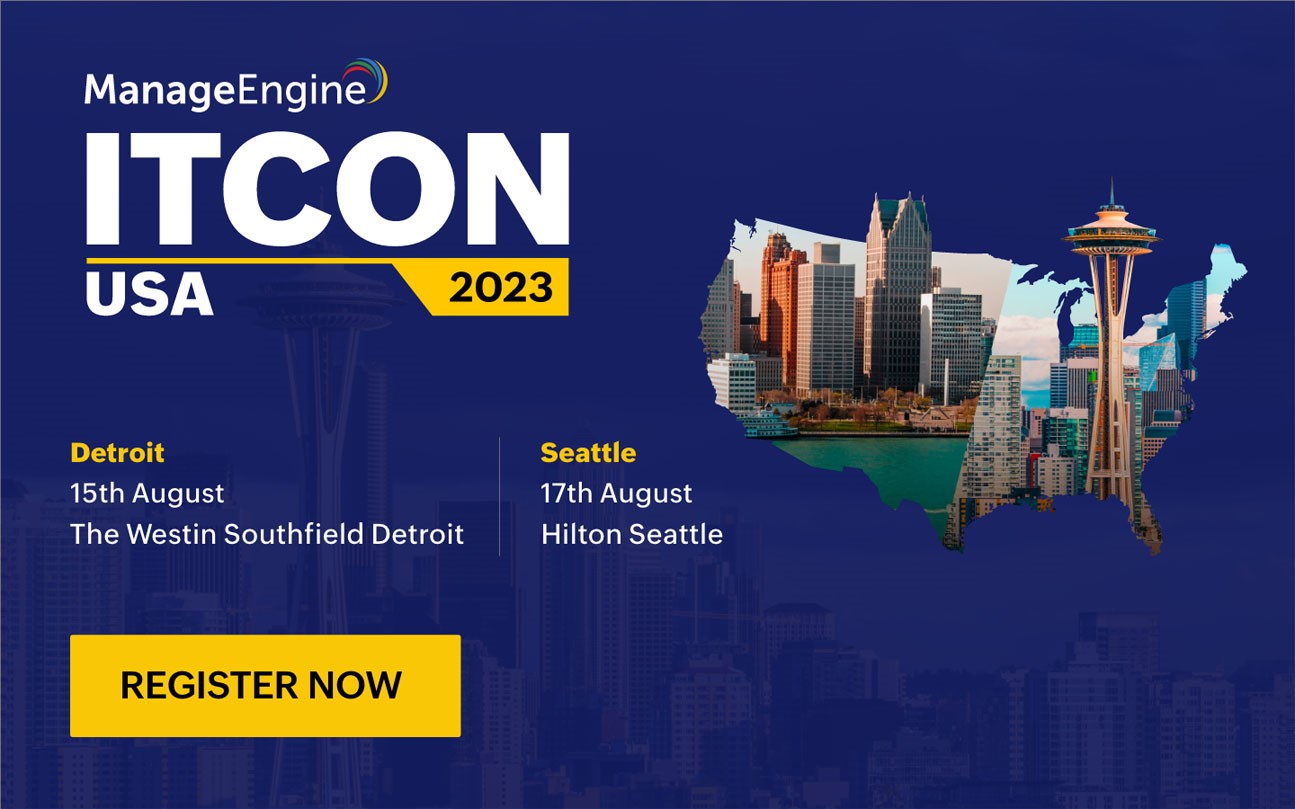 ManageEngine
ITCON
USA
2023
Detroit
15th August
The Westin Southfield Detroit
Seattle
17th August
Hilton Seattle
REGISTER NOW